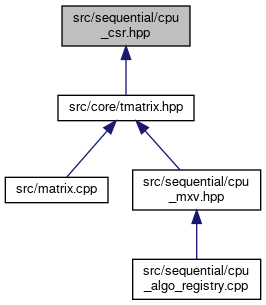 src/sequential/cpu
_csr.hpp
src/core/tmatrix.hpp
src/matrix.cpp
src/sequential/cpu
_mxv.hpp
src/sequential/cpu
_algo_registry.cpp